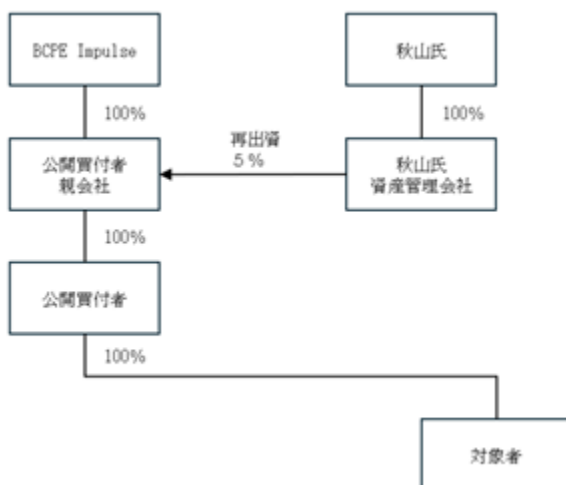 BCPE Impulse
秋山氏
100%
100%
再出資
5%
公開買付者
親会社
秋山氏
資産管理会社
100%
公開買付者
100%
対象者